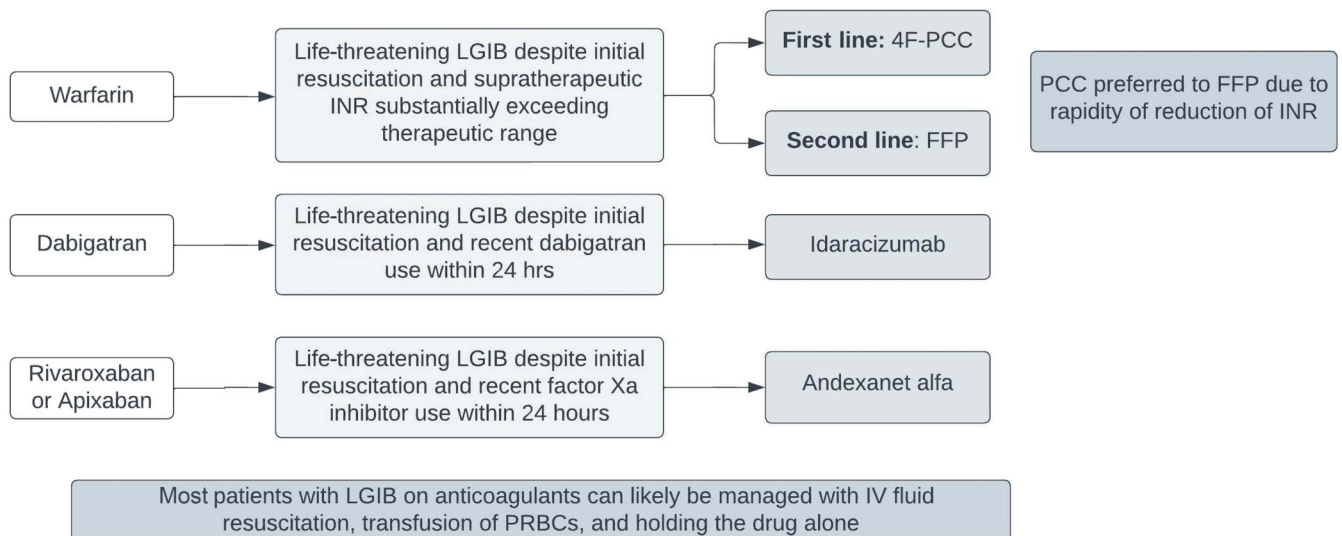 Warfarin
Life-threatening LGIB despite initial
resuscitation and supratherapeutic
INR substantially exceeding
therapeutic range
First line: 4F-PCC
Second line: FFP
PCC preferred to FFP due to
rapidity of reduction of INR
Dabigatran
Life-threatening LGIB despite initial
resuscitation and recent dabigatran
use within 24 hrs
Idaracizumab
Rivaroxaban
or Apixaban
Life-threatening LGIB despite initial
resuscitation and recent factor Xa
inhibitor use within 24 hours
Andexanet alfa
Most patients with LGIB on anticoagulants can likely be managed with IV fluid
resuscitation, transfusion of PRBCs, and holding the drug alone